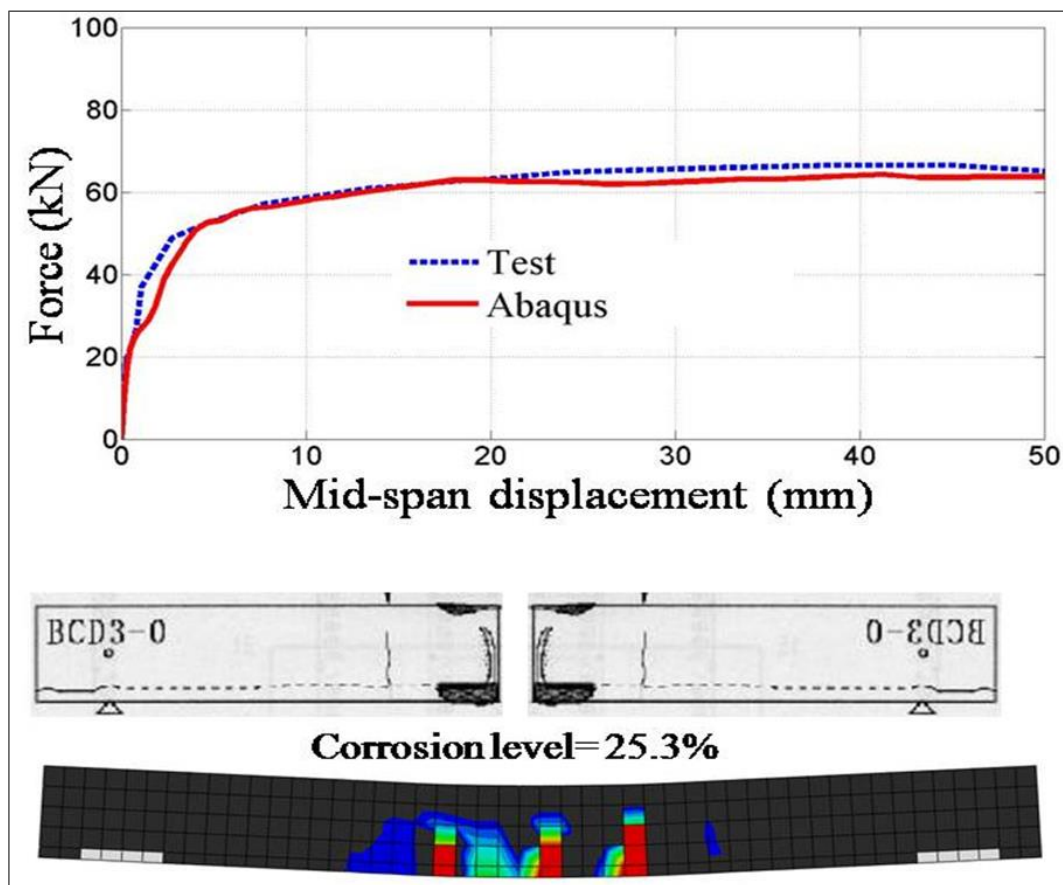 100
80
60
40
20
0
Force (kN)
Test
Abaqus
0 10 20 30 40 50
Mid-span displacement (mm)
BCD3-0
BCD3-0
Corrosion level= 25.3%